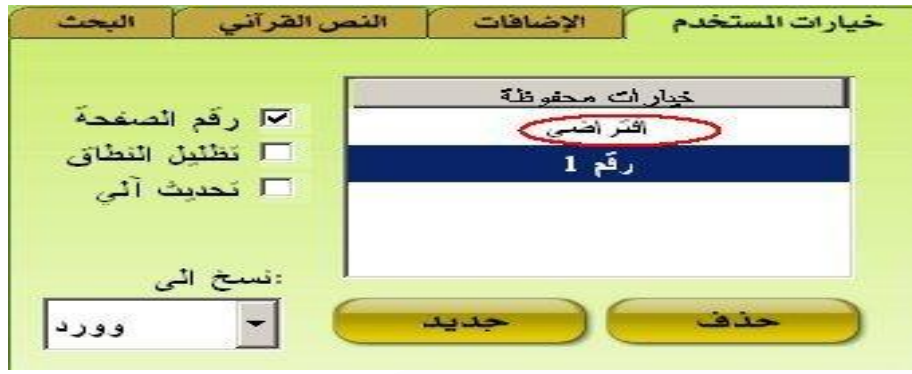 خيارات المستخدم
الإضافات
النص القرآني
البحث
خيارات محفوظة
افتراضي
رقم 1
رقم الصفحة
تظليل النطاق
تحديث آلي
نسخ الى:
وورد
حذف
جديد